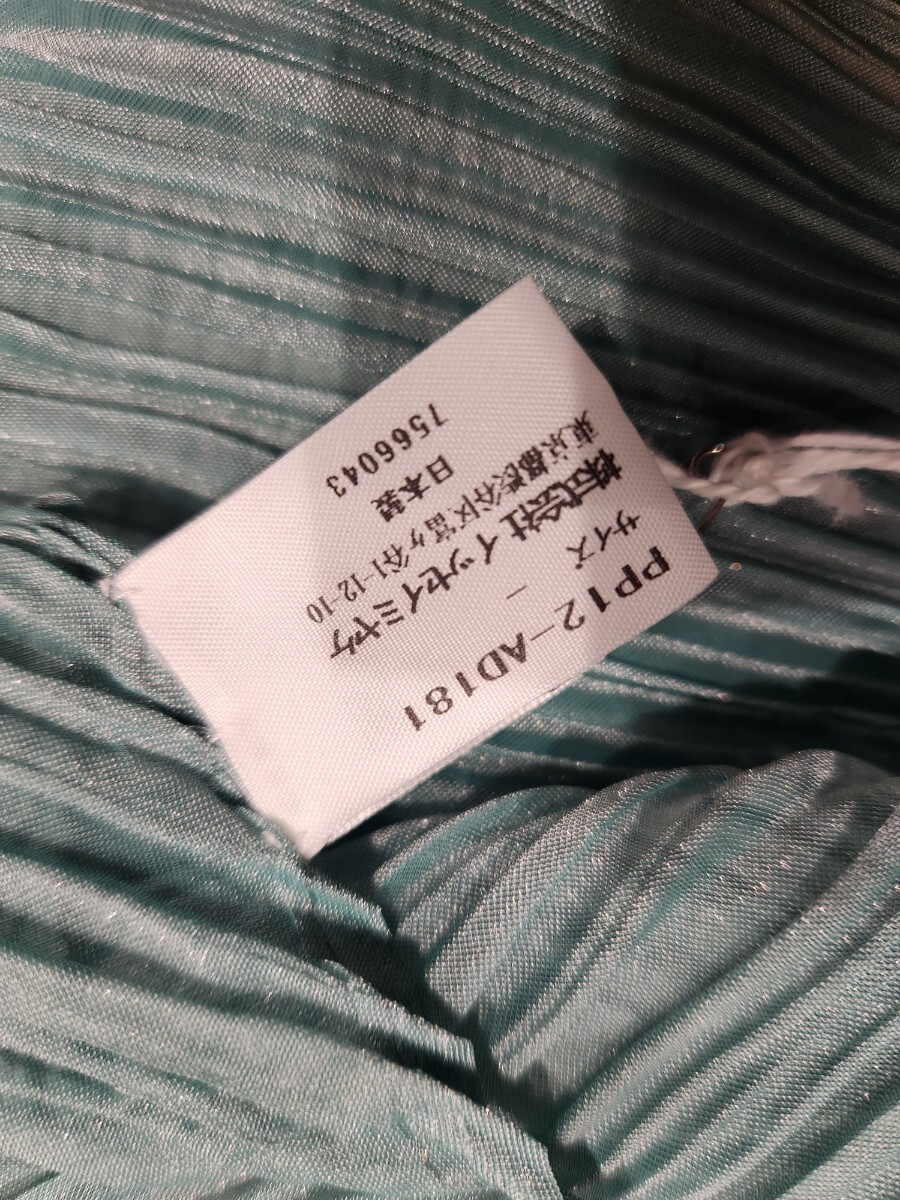 PP12-AD181
サイズ -
株式会社 イッセイミヤケ
東京都渋谷区富ヶ谷1-12-10
日本製
7566043